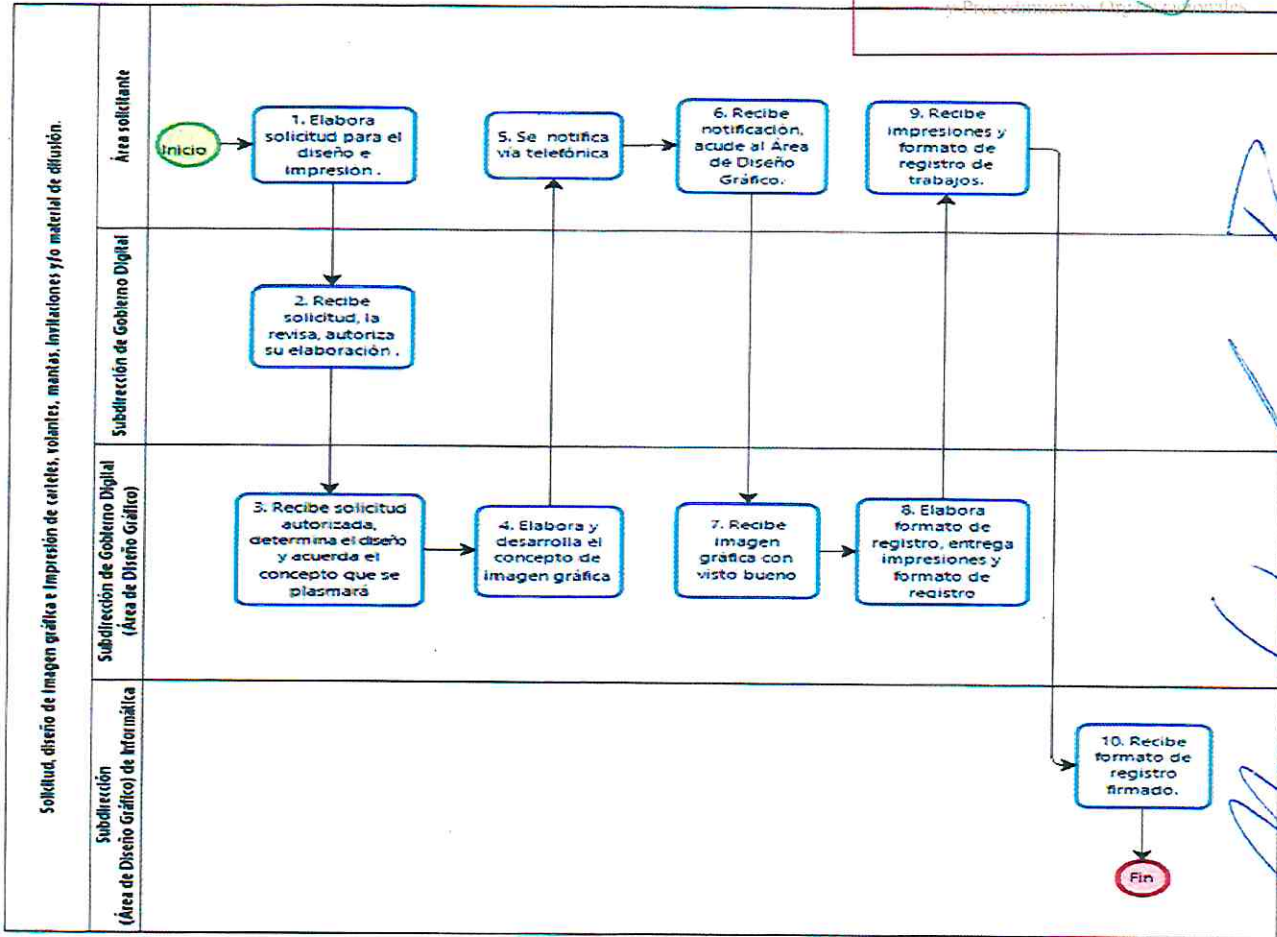 y Procedimientos Organizacionales
Solicitud, diseño de imagen gráfica e impresión de carteles, volantes, mantas, invitaciones y/o material de difusión.
Área solicitante
Inicio
1. Elabora
solicitud para el
diseño e
impresión .
5. Se notifica
vía telefónica
6. Recibe
notificación,
acude al Área
de Diseño
Gráfico.
9. Recibe
impresiones y
formato de
registro de
trabajos.
Subdirección de Gobierno Digital
2. Recibe
solicitud, la
revisa, autoriza
su elaboración .
Subdirección de Gobierno Digital
(Área de Diseño Gráfico)
3. Recibe solicitud
autorizada,
determina el diseño
y acuerda el
concepto que se
plasmará
4. Elabora y
desarrolla el
concepto de
imagen gráfica
7. Recibe
imagen
gráfica con
visto bueno
8. Elabora
formato de
registro, entrega
impresiones y
formato de
registro
Subdirección
(Área de Diseño Gráfico) de Informática
10. Recibe
formato de
registro
firmado.
Fin